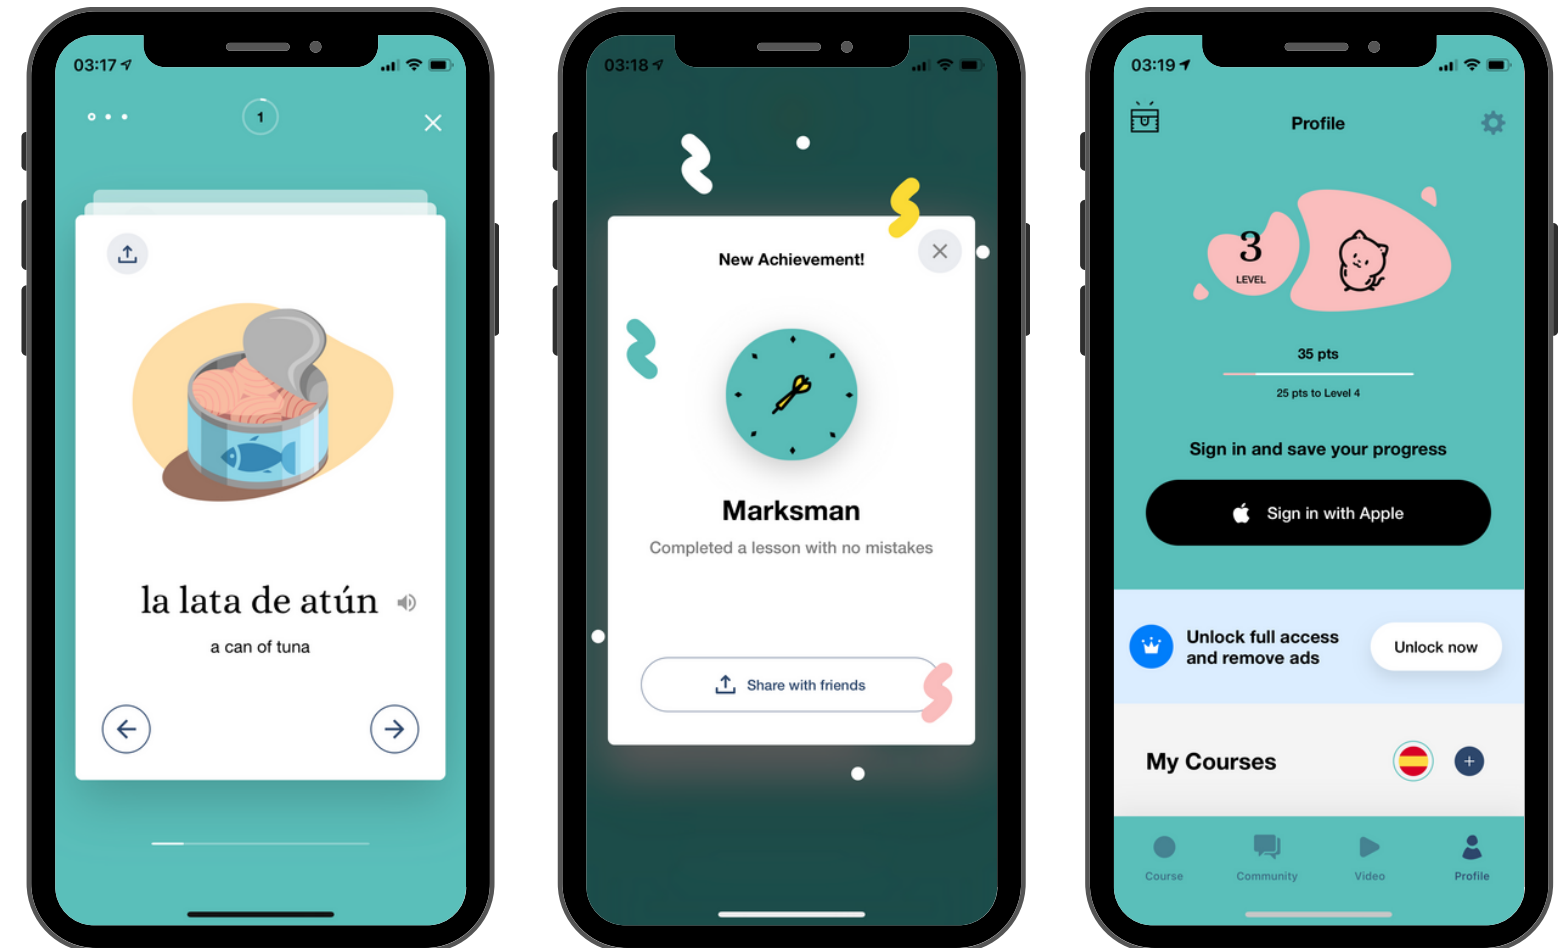 03:17
1
la lata de atún
a can of tuna
03:18
New Achievement!
Marksman
Completed a lesson with no mistakes
Share with friends
03:19
Profile
3
LEVEL
35 pts
25 pts to Level 4
Sign in and save your progress
Sign in with Apple
Unlock full access
and remove ads
Unlock now
My Courses
Course Community Video Profile